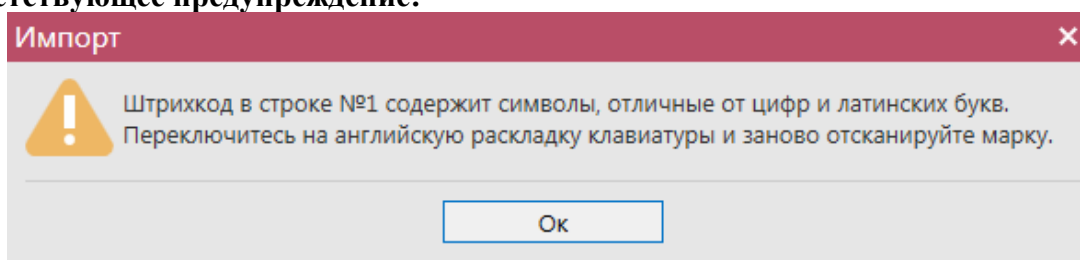 предупреждение:
Импорт
Штрихкод в строке №1 содержит символы, отличные от цифр и латинских букв.
Переключитесь на английскую раскладку клавиатуры и заново отсканируйте марку.
Ок